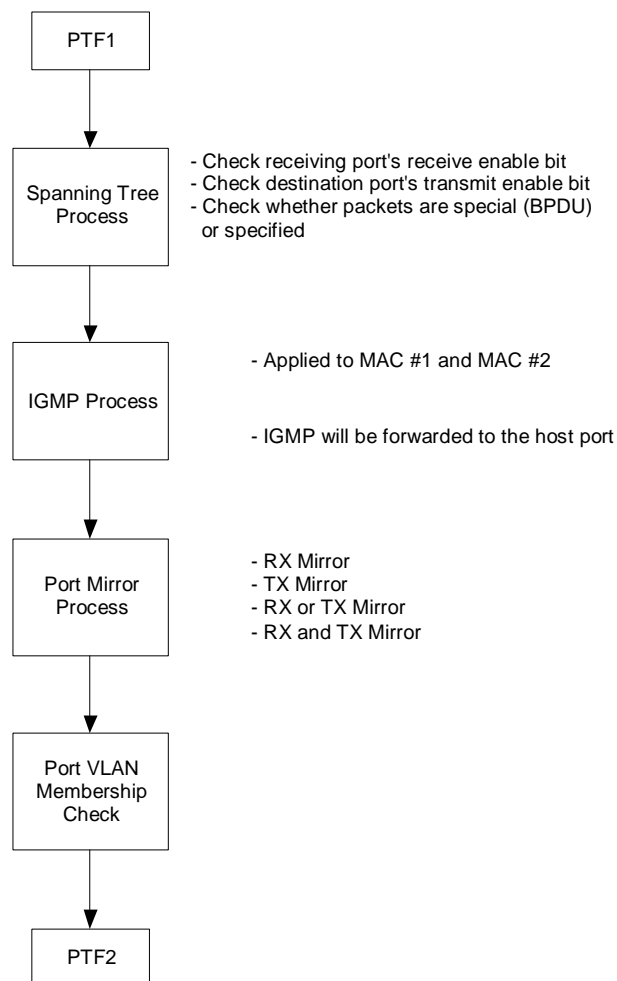 PTF1
Spanning Tree
Process
- Check receiving port's receive enable bit
- Check destination port's transmit enable bit
- Check whether packets are special (BPDU)
or specified
IGMP Process
- Applied to MAC #1 and MAC #2
- IGMP will be forwarded to the host port
Port Mirror
Process
- RX Mirror
- TX Mirror
- RX or TX Mirror
- RX and TX Mirror
Port VLAN
Membership
Check
PTF2